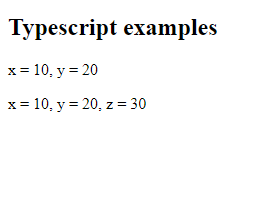 Typescript examples
x = 10, y = 20
x = 10, y = 20, z = 30